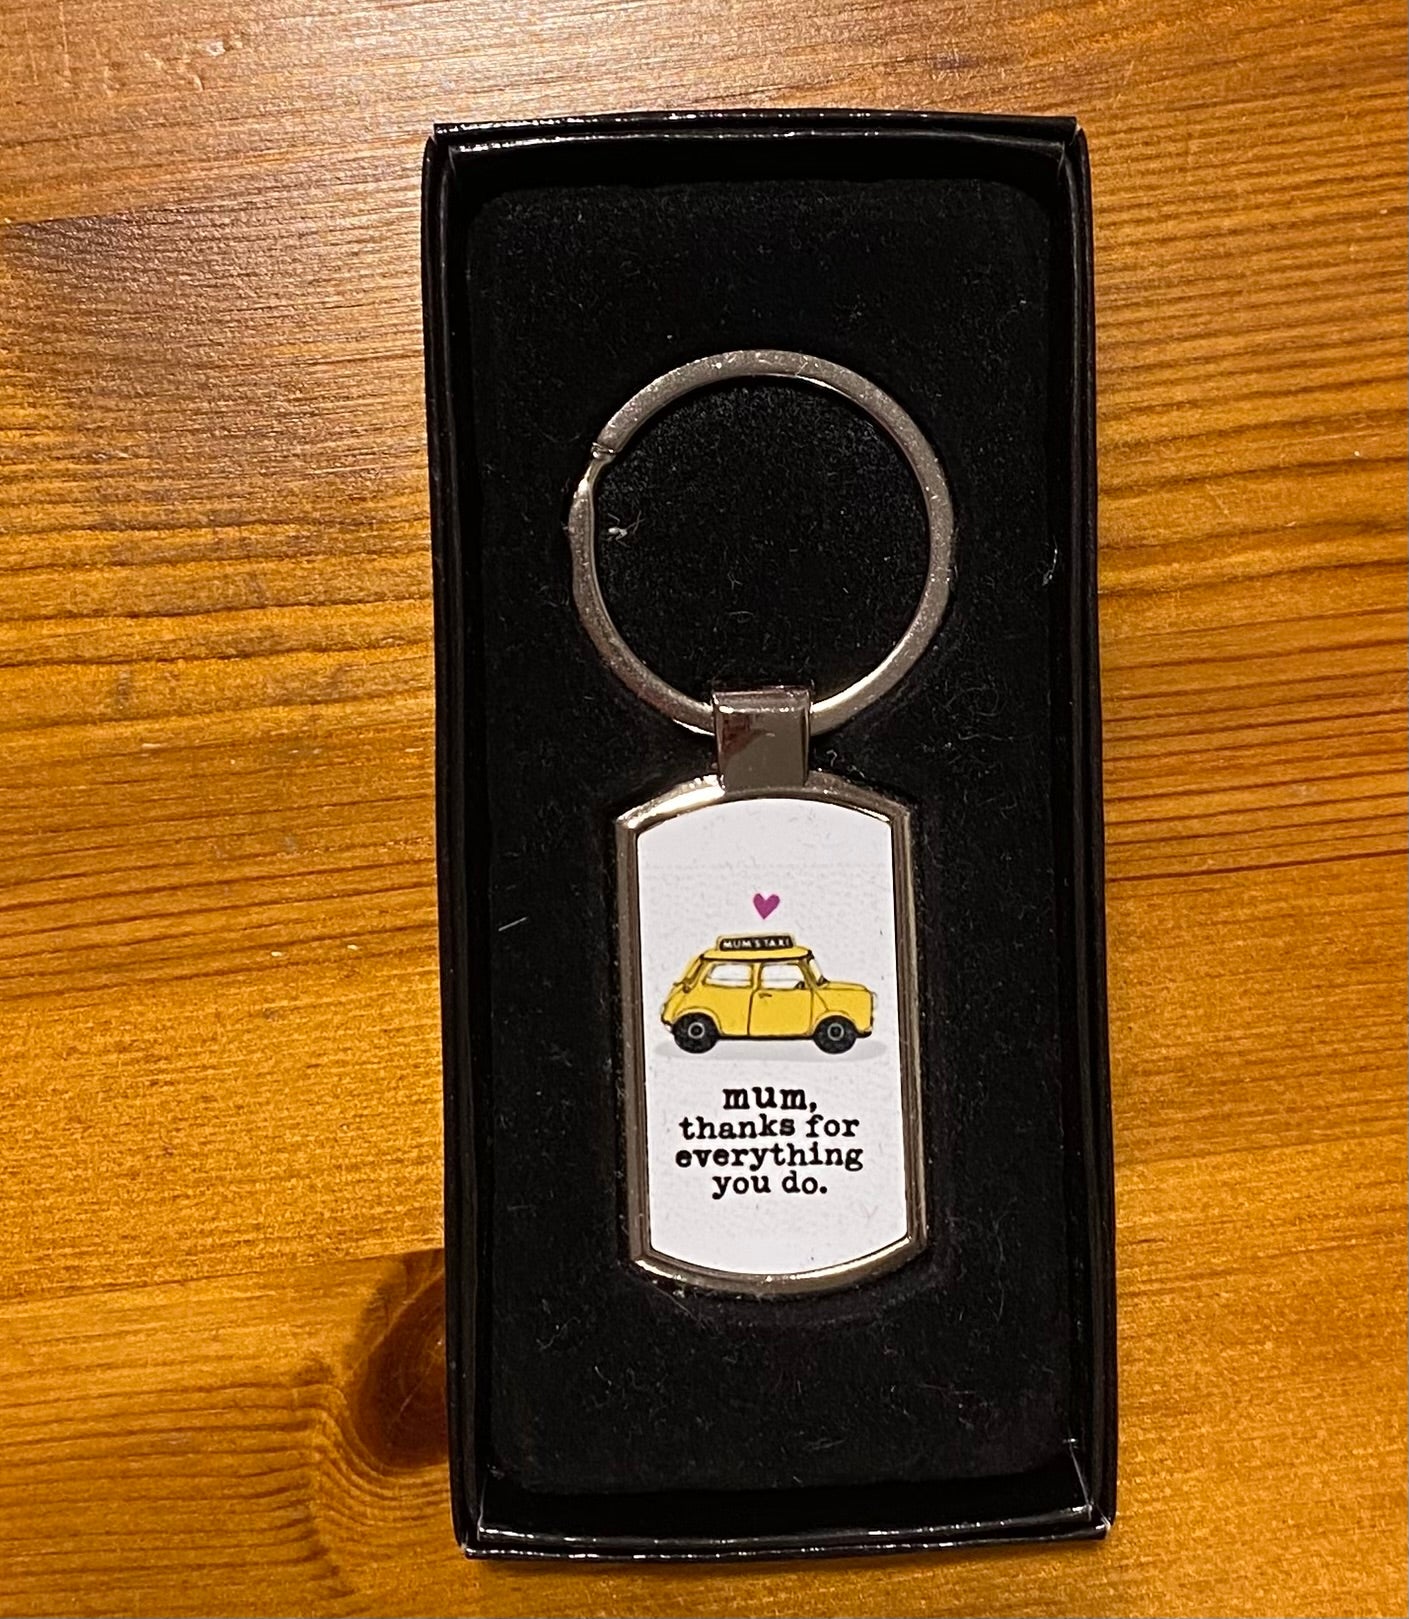 MUM'S TAXI
mum,
thanks for
everything
you do.